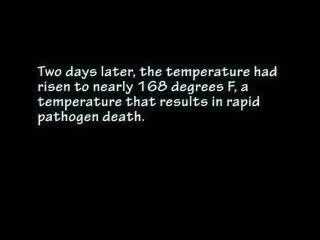 Two days later, the temperature had
risen to nearly 168 degrees F, a
temperature that results in rapid
pathogen death.